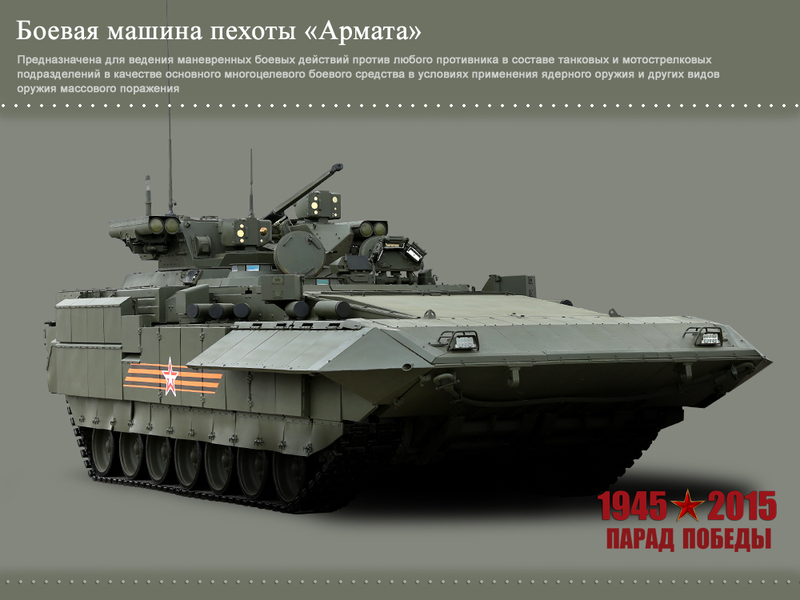 Боевая машина пехоты «Армата»
Предназначена для ведения маневренных боевых действий против любого противника в составе танковых и мотострелковых
подразделений в качестве основного многоцелевого боевого средства в условиях применения ядерного оружия и других видов
оружия массового поражения
1945 2015
ПАРАД ПОБЕДЫ